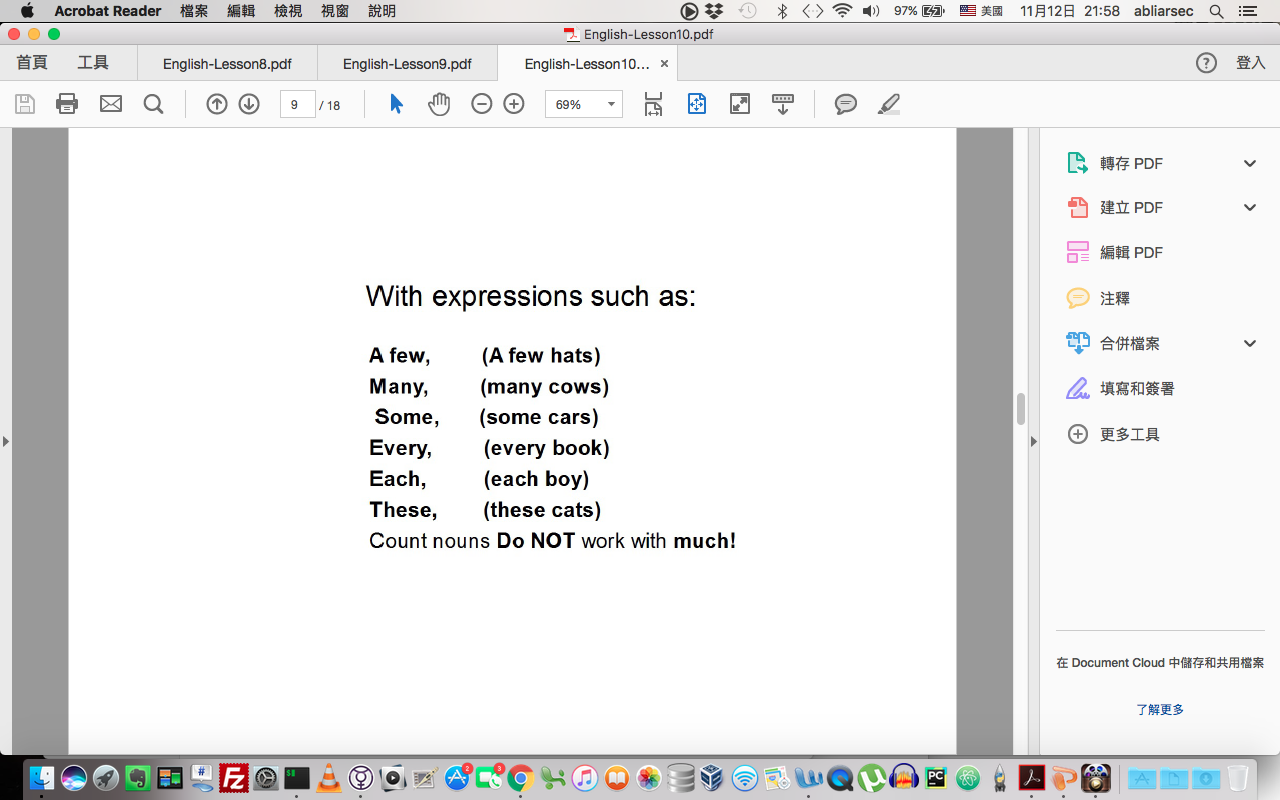 Acrobat Reader 檔案 編輯 檢視 視窗 說明 97% 美國 11月12日 21:58 abliarsec
English-Lesson10.pdf
首頁 工具 English-Lesson8.pdf English-Lesson9.pdf English-Lesson10... × 登入
9 / 18 69%
With expressions such as:
A few, (A few hats)
Many, (many cows)
Some, (some cars)
Every, (every book)
Each, (each boy)
These, (these cats)
Count nouns Do NOT work with much!
轉存 PDF
建立 PDF
編輯 PDF
注釋
合併檔案
填寫和簽署
更多工具
在 Document Cloud 中儲存和共用檔案
了解更多